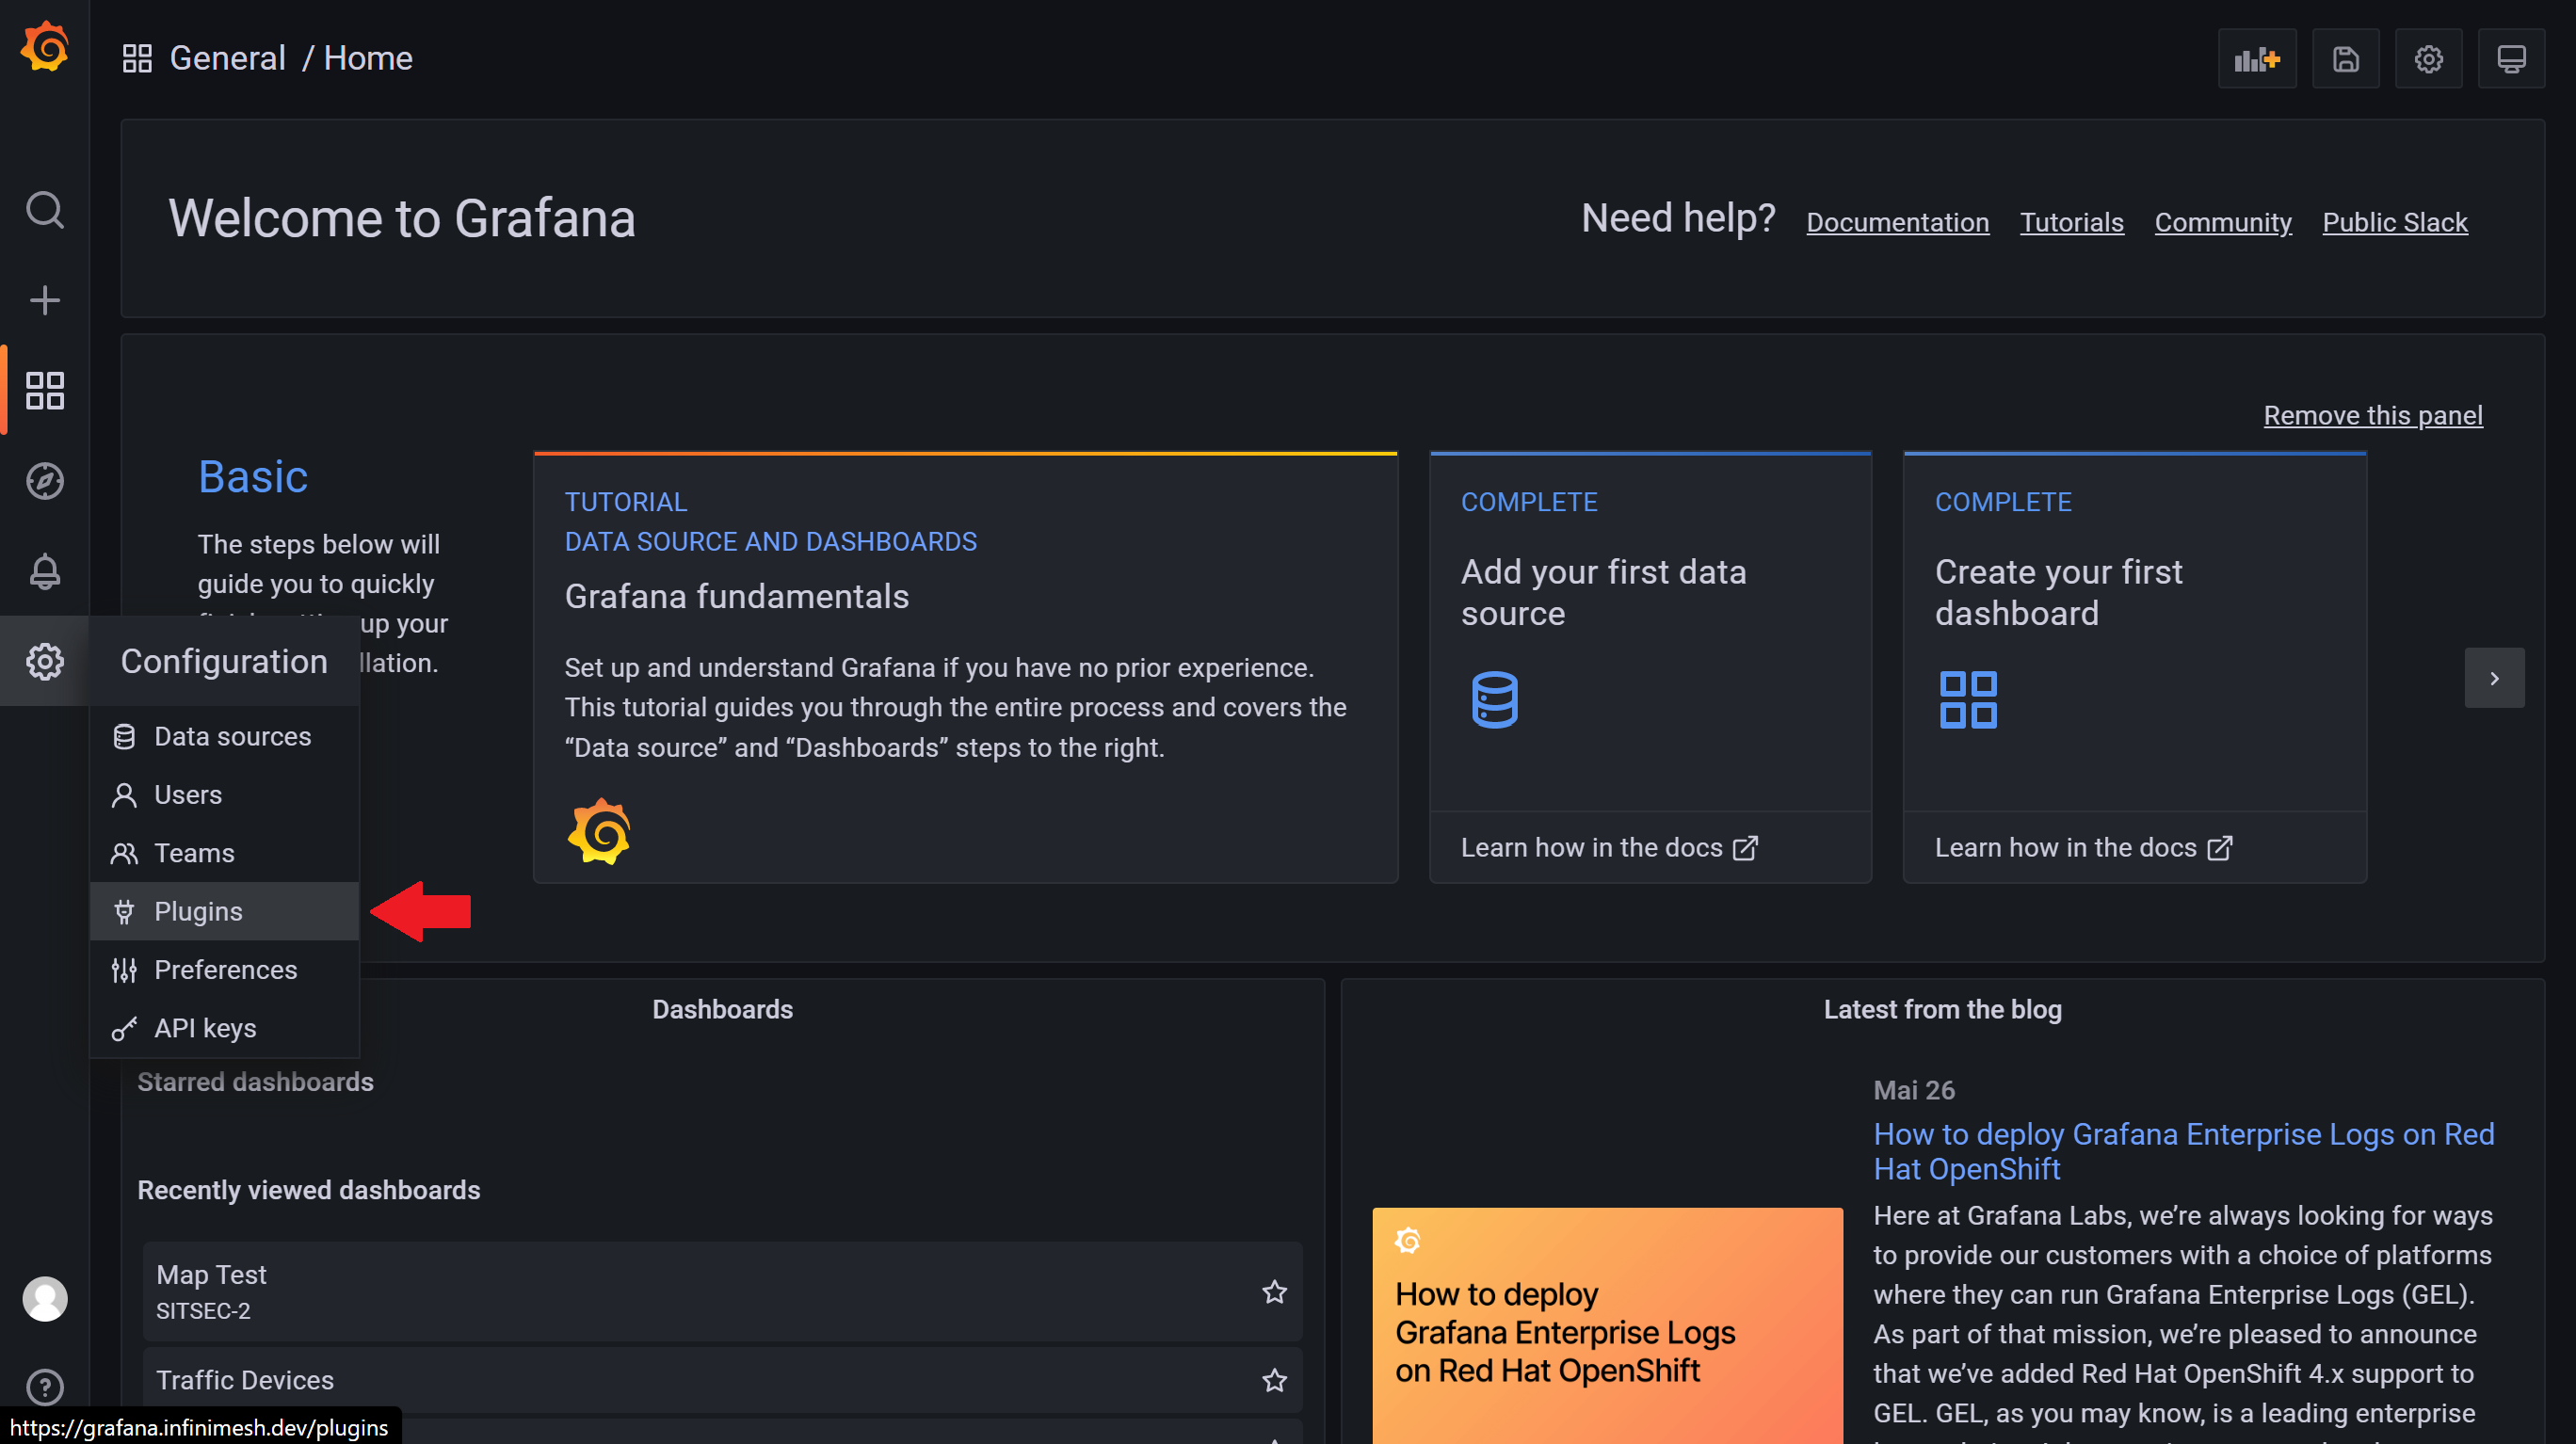 General / Home
Welcome to Grafana
Need help? Documentation Tutorials Community Public Slack
Remove this panel
Basic
The steps below will
guide you to quickly
up your
llation.
TUTORIAL
DATA SOURCE AND DASHBOARDS
Grafana fundamentals
Set up and understand Grafana if you have no prior experience.
This tutorial guides you through the entire process and covers the
“Data source” and “Dashboards” steps to the right.
COMPLETE
Add your first data
source
Learn how in the docs
COMPLETE
Create your first
dashboard
Learn how in the docs
Configuration
Data sources
Users
Teams
Plugins
Preferences
API keys
Dashboards
Starred dashboards
Recently viewed dashboards
Map Test
SITSEC-2
Traffic Devices
Latest from the blog
Mai 26
How to deploy Grafana Enterprise Logs on Red
Hat OpenShift
Here at Grafana Labs, we’re always looking for ways
to provide our customers with a choice of platforms
where they can run Grafana Enterprise Logs (GEL).
As part of that mission, we’re pleased to announce
that we’ve added Red Hat OpenShift 4.x support to
GEL. GEL, as you may know, is a leading enterprise
How to deploy
Grafana Enterprise Logs
on Red Hat OpenShift
https://grafana.infinimesh.dev/plugins